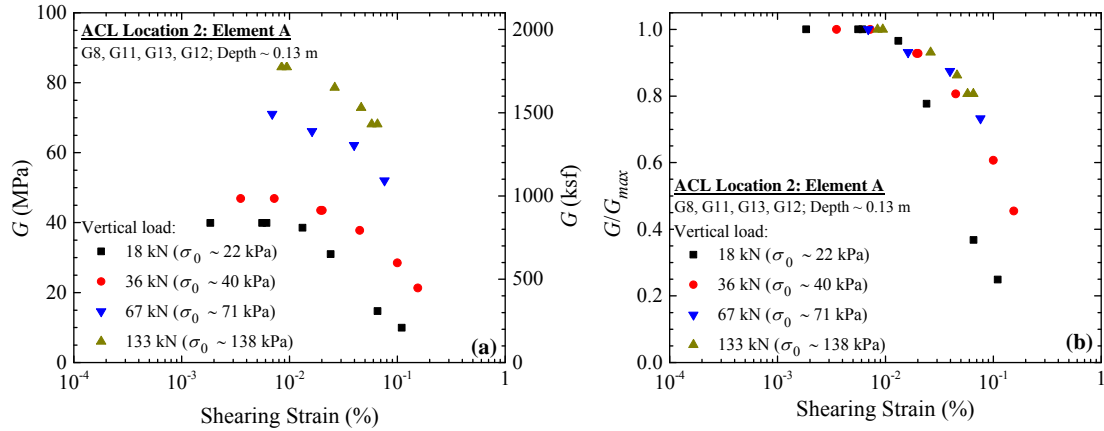 ACL Location 2: Element A
G8, G11, G13, G12; Depth ~ 0.13 m
100
80
60
40
20
0
G (MPa)
2000
1500
1000
500
0
G (ksf)
Vertical load:
18 kN (σ0 ~ 22 kPa)
36 kN (σ0 ~ 40 kPa)
67 kN (σ0 ~ 71 kPa)
133 kN (σ0 ~ 138 kPa)
(a)
10-4
10-3
10-2
10-1
1
Shearing Strain (%)
1.0
0.8
0.6
0.4
0.2
0.0
G/Gmax
ACL Location 2: Element A
G8, G11, G13, G12; Depth ~ 0.13 m
Vertical load:
18 kN (σ0 ~ 22 kPa)
36 kN (σ0 ~ 40 kPa)
67 kN (σ0 ~ 71 kPa)
133 kN (σ0 ~ 138 kPa)
(b)
10-4
10-3
10-2
10-1
1
Shearing Strain (%)